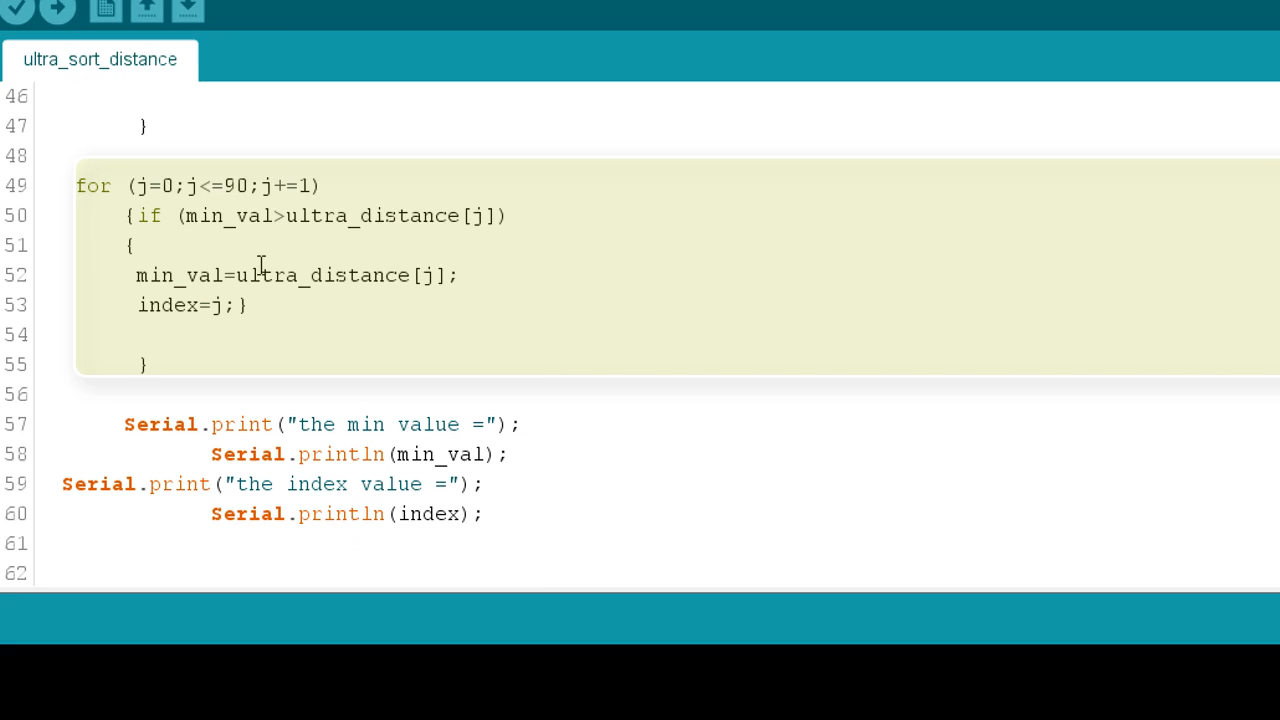 ultra_sort_distance
46
47 }
48
49 for (j=0;j<=90;j+=1)
50 {if (min_val>ultra_distance[j])
51 {
52 min_val=ultra_distance[j];
53 index=j;}
54
55 }
56
57 Serial.print("the min value =");
58 Serial.println(min_val);
59 Serial.print("the index value =");
60 Serial.println(index);
61
62